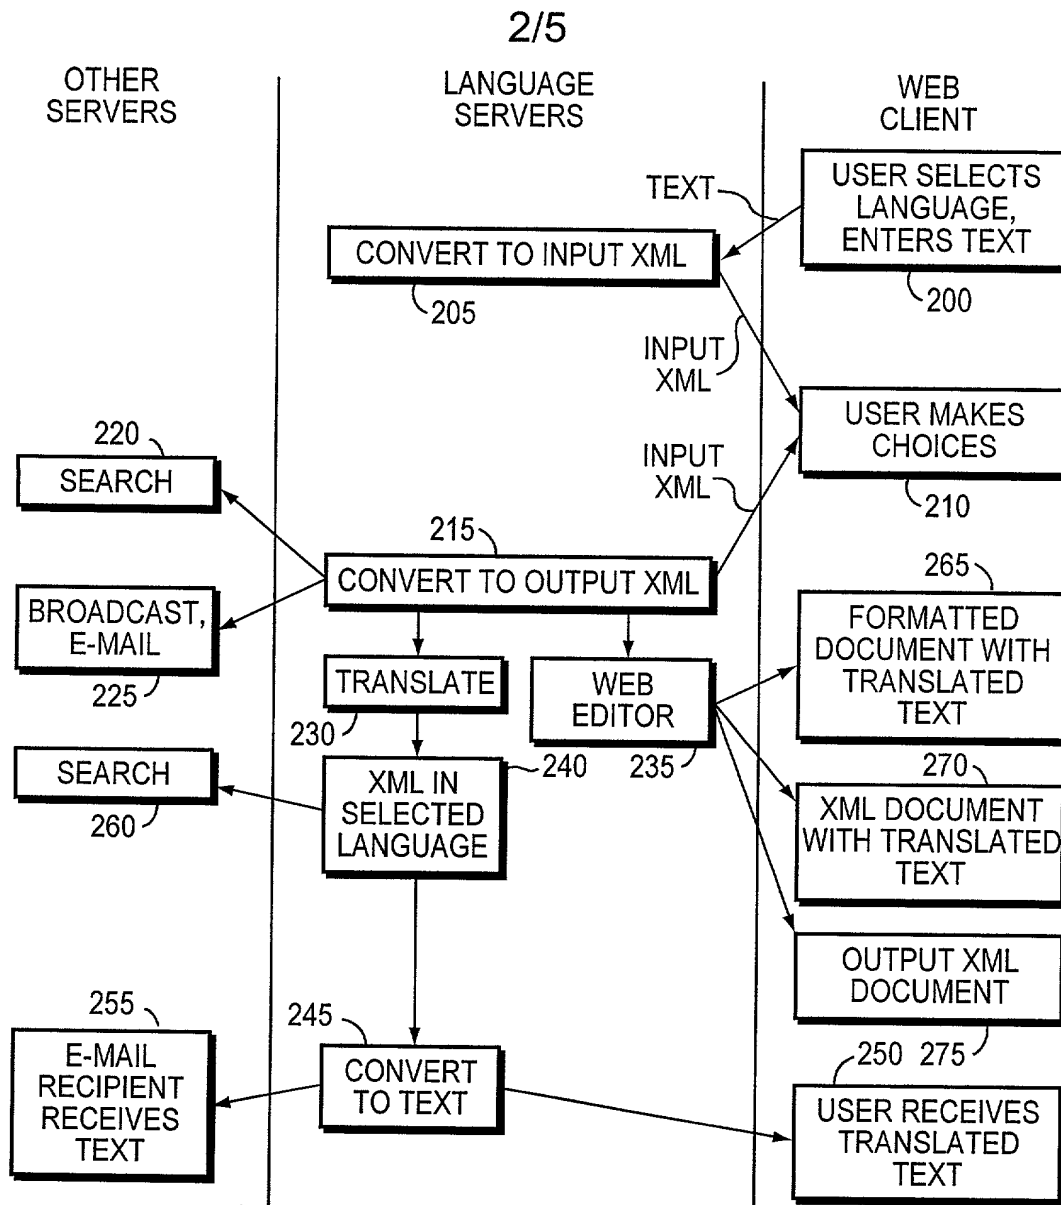 2/5
OTHER
SERVERS
LANGUAGE
SERVERS
WEB
CLIENT
USER SELECTS
LANGUAGE,
ENTERS TEXT
200
TEXT
CONVERT TO INPUT XML
205
INPUT
XML
USER MAKES
CHOICES
210
INPUT
XML
220
SEARCH
215
CONVERT TO OUTPUT XML
BROADCAST,
E-MAIL
225
TRANSLATE
230
WEB
EDITOR
235
265
FORMATTED
DOCUMENT WITH
TRANSLATED
TEXT
SEARCH
260
240
XML IN
SELECTED
LANGUAGE
270
XML DOCUMENT
WITH TRANSLATED
TEXT
OUTPUT XML
DOCUMENT
275
255
E-MAIL
RECIPIENT
RECEIVES
TEXT
245
CONVERT
TO TEXT
250
USER RECEIVES
TRANSLATED
TEXT